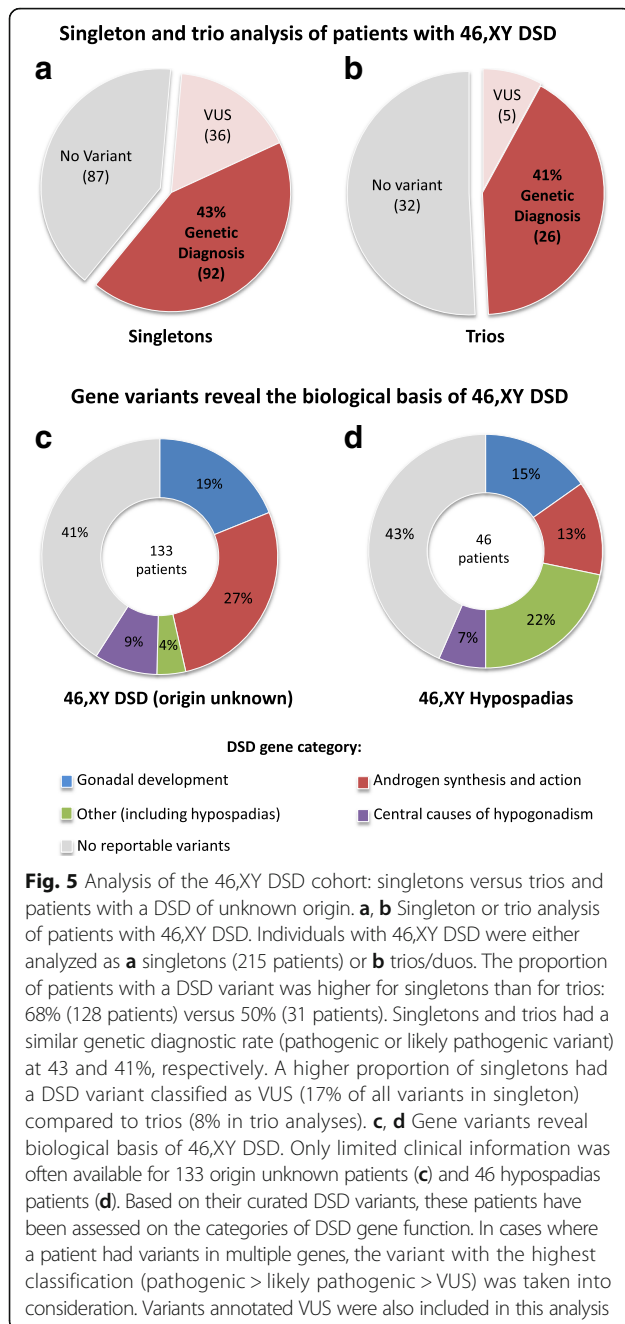 Singleton and trio analysis of patients with 46,XY DSD
a
b
VUS
(36)
No Variant
(87)
43%
Genetic
Diagnosis
(92)
Singletons
VUS
(5)
No variant
(32)
41%
Genetic
Diagnosis
(26)
Trios
Gene variants reveal the biological basis of 46,XY DSD
c
d
19%
41%
133
patients
27%
9%
4%
46,XY DSD (origin unknown)
15%
43%
46
patients
13%
22%
7%
46,XY Hypospadias
DSD gene category:
Gonadal development
Androgen synthesis and action
Other (including hypospadias)
Central causes of hypogonadism
No reportable variants
Fig. 5 Analysis of the 46,XY DSD cohort: singletons versus trios and
patients with a DSD of unknown origin. a, b Singleton or trio analysis
of patients with 46,XY DSD. Individuals with 46,XY DSD were either
analyzed as a singletons (215 patients) or b trios/duos. The proportion
of patients with a DSD variant was higher for singletons than for trios:
68% (128 patients) versus 50% (31 patients). Singletons and trios had a
similar genetic diagnostic rate (pathogenic or likely pathogenic variant)
at 43 and 41%, respectively. A higher proportion of singletons had
a DSD variant classified as VUS (17% of all variants in singleton)
compared to trios (8% in trio analyses). c, d Gene variants reveal
biological basis of 46,XY DSD. Only limited clinical information was
often available for 133 origin unknown patients (c) and 46 hypospadias
patients (d). Based on their curated DSD variants, these patients have
been assessed on the categories of DSD gene function. In cases where
a patient had variants in multiple genes, the variant with the highest
classification (pathogenic > likely pathogenic > VUS) was taken into
consideration. Variants annotated VUS were also included in this analysis